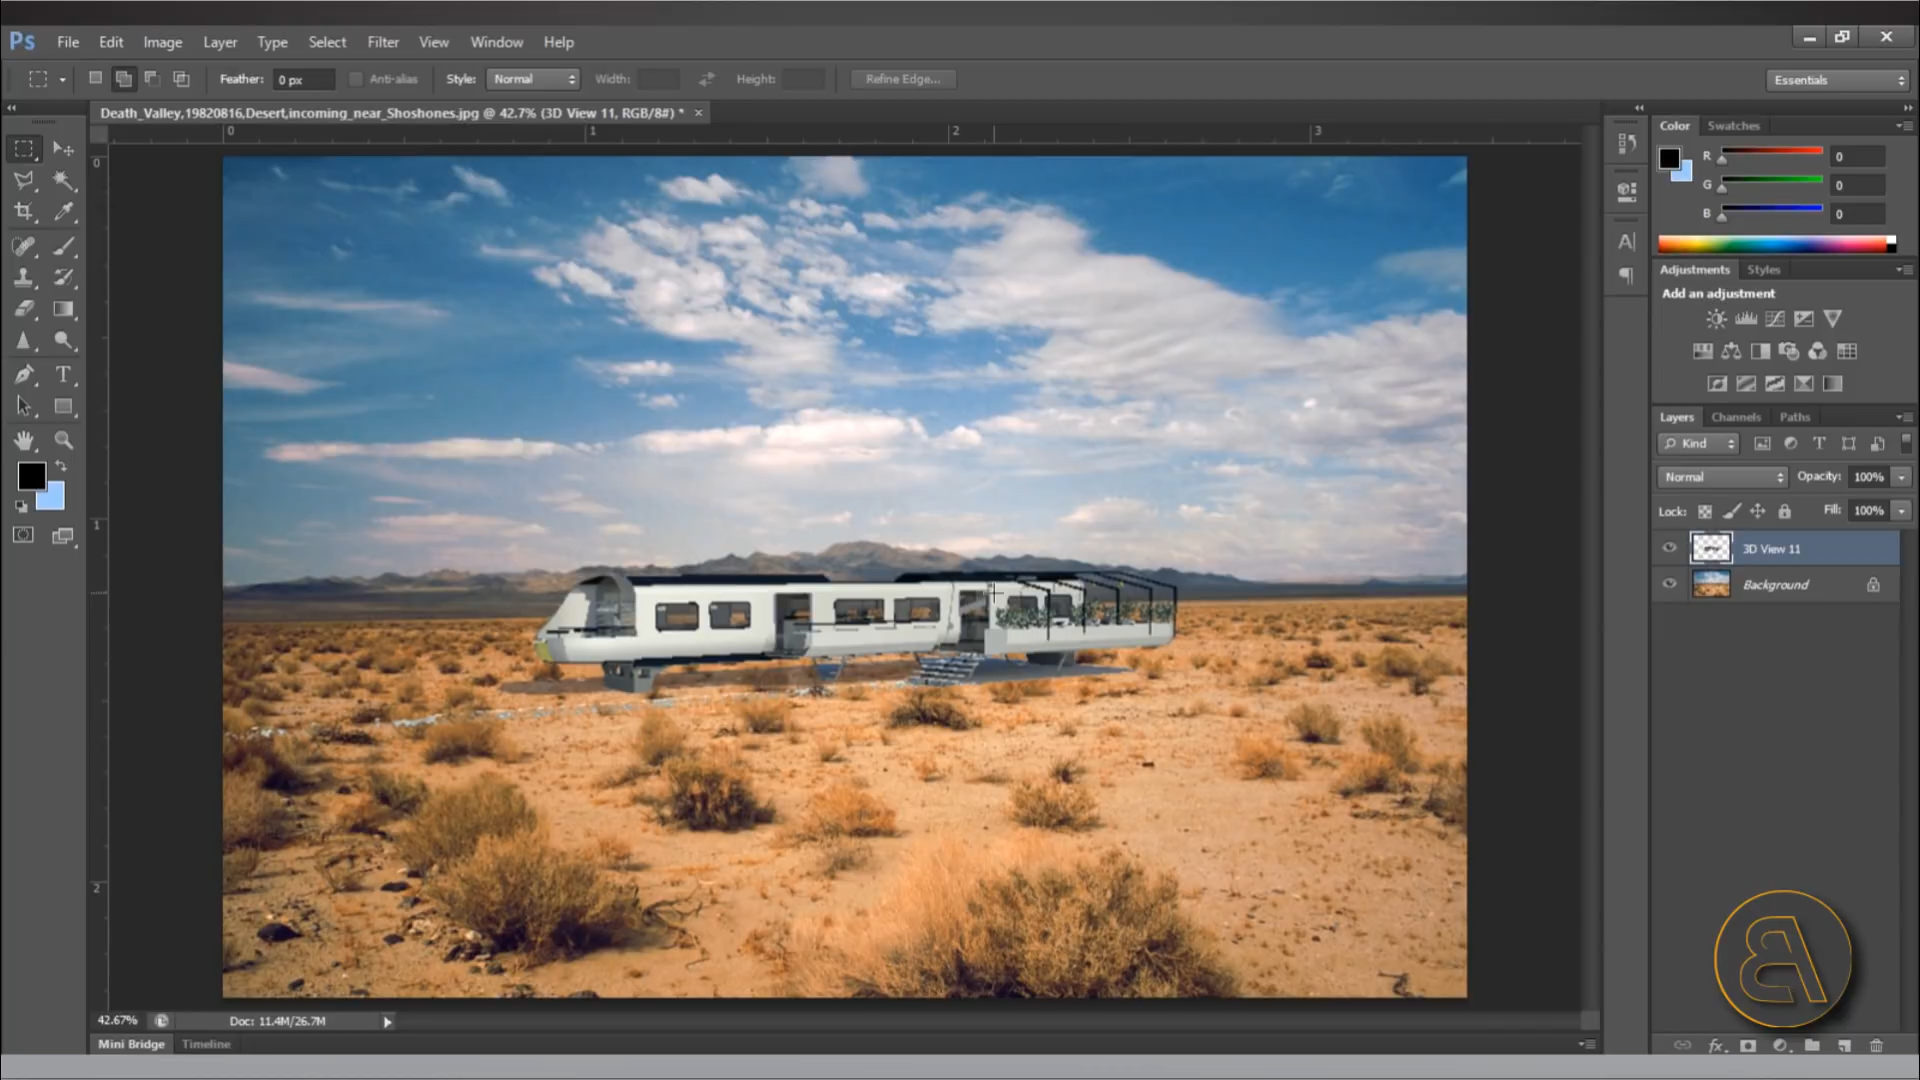 Ps File Edit Image Layer Type Select Filter View Window Help
Feather: 0 px Anti-alias Style: Normal Width: Height: Refine Edge... Essentials
Death_Valley,19820816,Desert,incoming_near_Shoshones.jpg @ 42.7% (3D View 11, RGB/8#) * ×
0 1 2 3
0
1
2
Color Swatches
R 0
G 0
B 0
Adjustments Styles
Add an adjustment
Layers Channels Paths
Kind
Normal Opacity: 100%
Lock: Fill: 100%
3D View 11
Background
42.67% Doc: 11.4M/26.7M
Mini Bridge Timeline